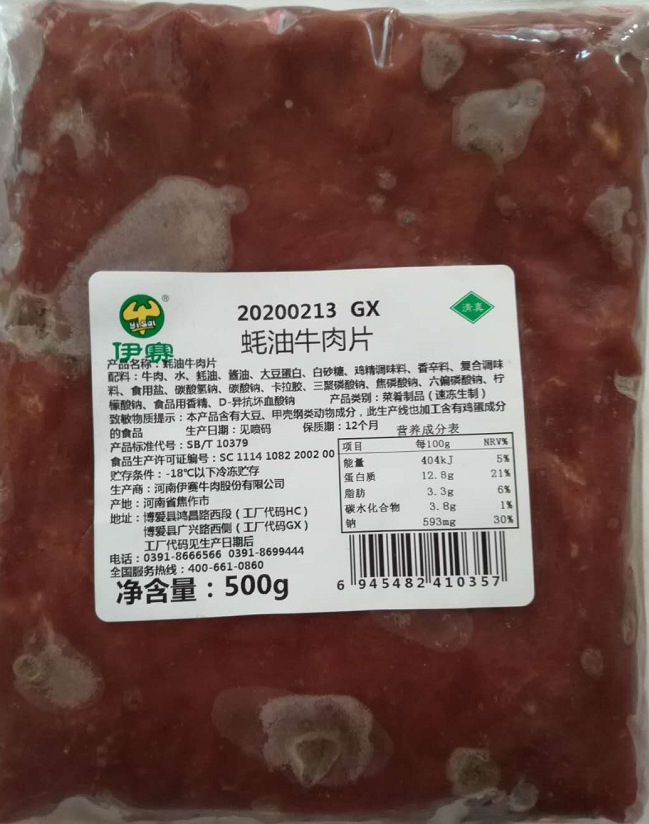 20200213 GX
清真
YiSai
®
伊赛
蚝油牛肉片
产品名称：蚝油牛肉片
配料：牛肉、水、蚝油、酱油、大豆蛋白、白砂糖、鸡精调味料、香辛料、复合调味
料、食用盐、碳酸氢钠、碳酸钠、卡拉胶、三聚磷酸钠、焦磷酸钠、六偏磷酸钠、柠
檬酸钠、食品用香精、D-异抗坏血酸钠 产品类别：菜肴制品（速冻生制）
致敏物质提示：本产品含有大豆、甲壳纲类动物成分，此生产线也加工含有鸡蛋成分
的食品 生产日期：见喷码 保质期：12个月
产品标准代号：SB/T 10379
食品生产许可证编号：SC 1114 1082 2002 00
贮存条件：-18℃以下冷冻贮存
生产商：河南伊赛牛肉股份有限公司
产地：河南省焦作市
地址：博爱县鸿昌路西段（工厂代码HC）
博爱县广兴路西侧（工厂代码GX）
工厂代码见生产日期后
电话：0391-8666566 0391-8699444
全国服务热线：400-661-0860
净含量：500g
营养成分表
项目 每100g NRV%
能量 404kJ 5%
蛋白质 12.8g 21%
脂肪 3.3g 6%
碳水化合物 3.8g 1%
钠 593mg 30%
6 945482 410357